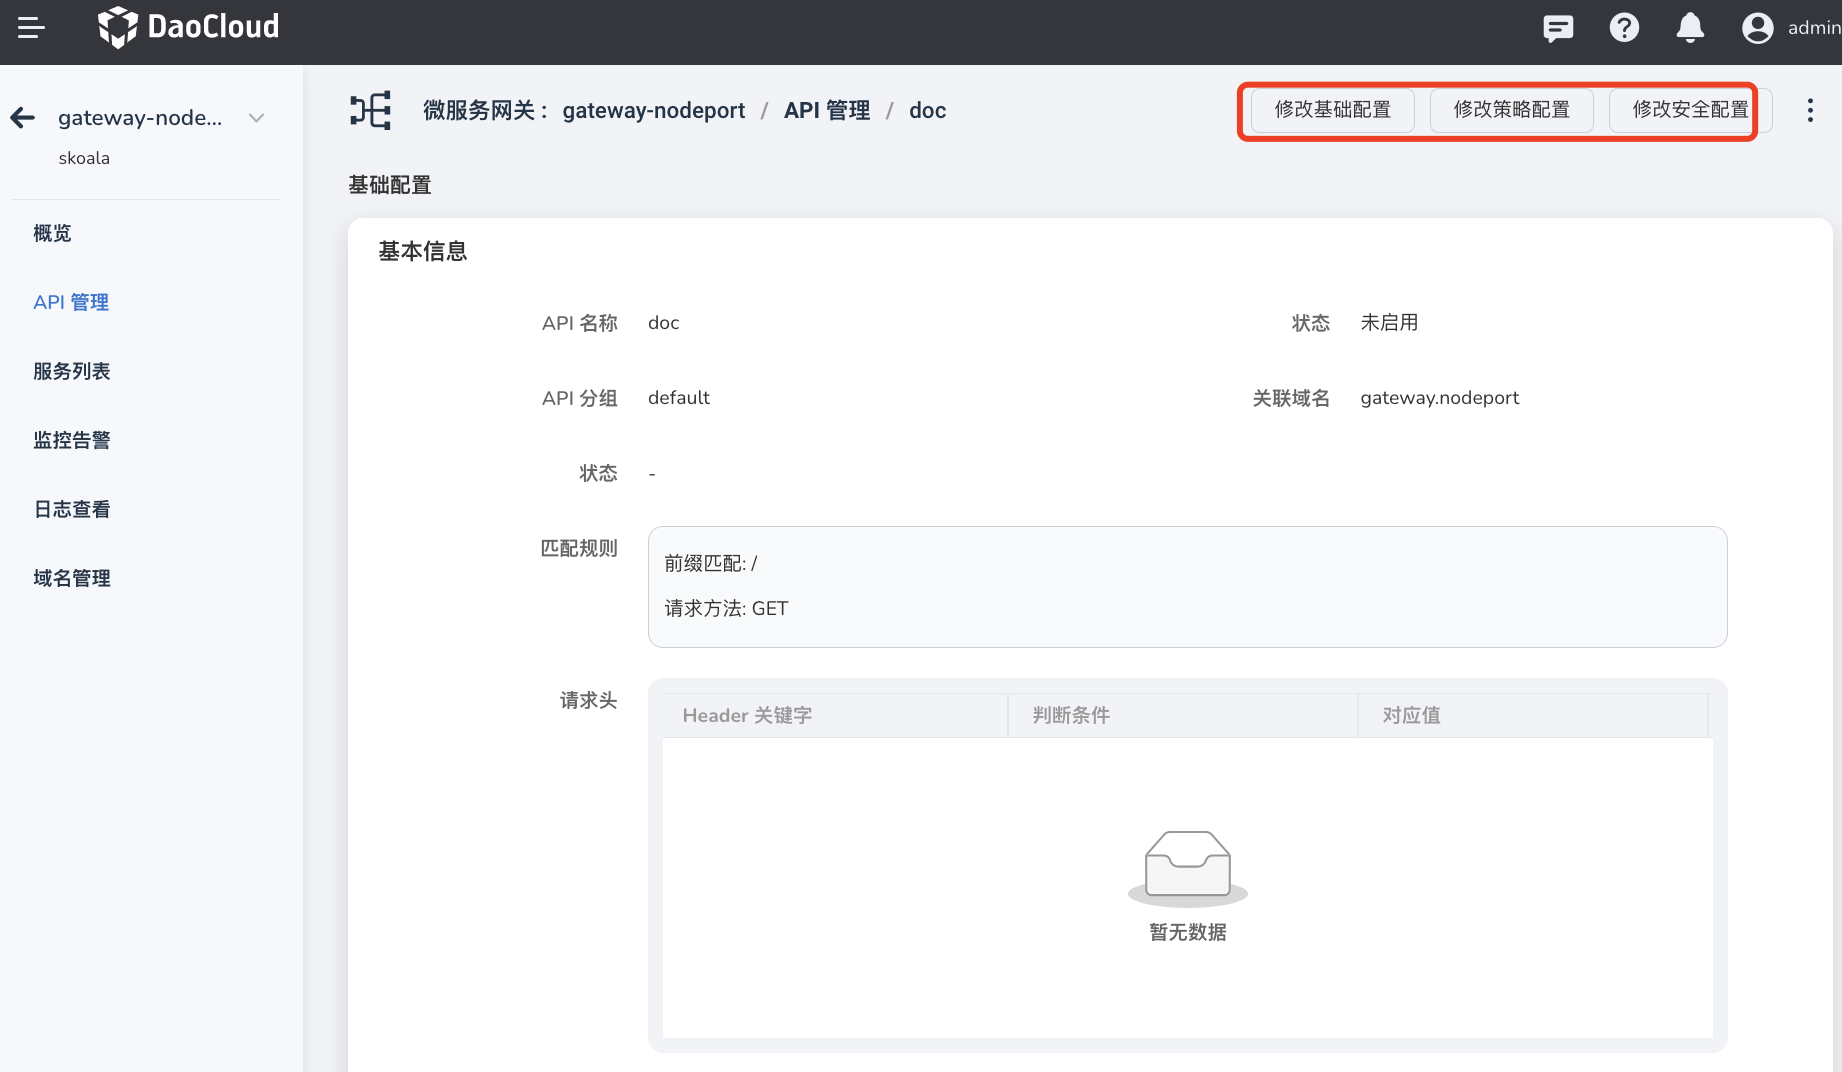 DaoCloud
admin
gateway-node...
skoala
概览
API 管理
服务列表
监控告警
日志查看
域名管理
微服务网关： gateway-nodeport / API 管理 / doc
修改基础配置 修改策略配置 修改安全配置
基础配置
基本信息
API 名称 doc 状态 未启用
API 分组 default 关联域名 gateway.nodeport
状态 -
匹配规则
前缀匹配: /
请求方法: GET
请求头
Header 关键字 判断条件 对应值
暂无数据